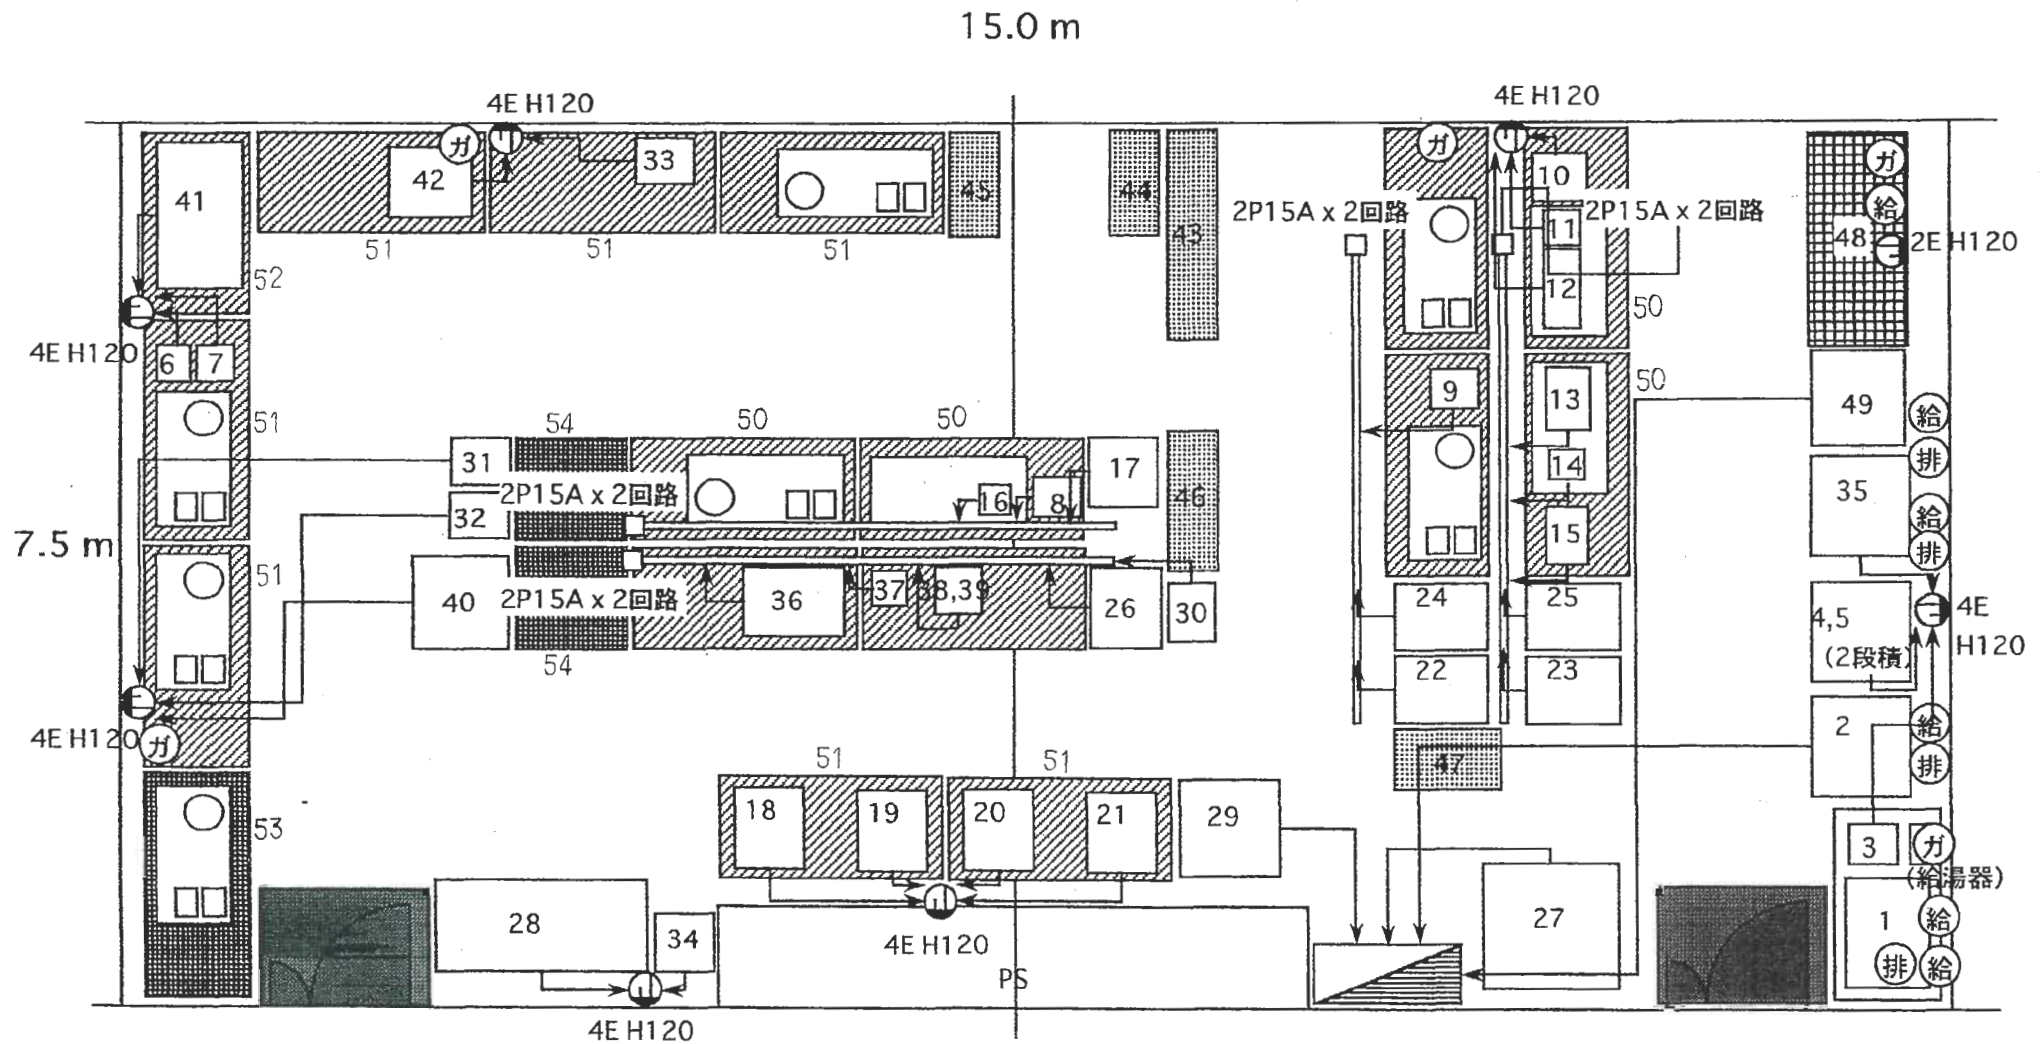 15.0 m
4E H120
4E H120
ガ
33
42
41
45
44
43
ガ
10
ガ
給
2P15A x 2回路
2P15A x 2回路
11
12
48
2E H120
51
51
51
52
50
4E H120
6
7
9
50
13
49
給
51
54
50
50
31
17
14
排
2P15A x 2回路
16
8
46
35
給
32
15
排
7.5 m
51
40
2P15A x 2回路
36
37
38,39
26
30
24
25
4,5
(2段積)
4E
H120
54
22
23
2
給
4E H120
ガ
47
排
51
51
53
18
19
20
21
29
3
ガ
(給湯器)
28
34
4E H120
27
1
給
PS
排
給
4E H120